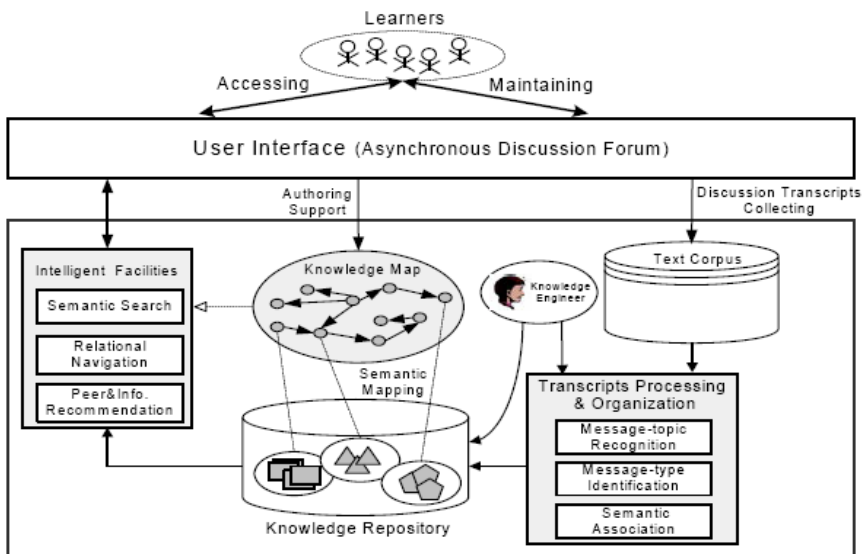 Learners
Accessing
Maintaining
User Interface (Asynchronous Discussion Forum)
Authoring
Support
Discussion Transcripts
Collecting
Intelligent Facilities
Semantic Search
Relational
Navigation
Peer&Info.
Recommendation
Knowledge Map
Knowledge
Engineer
Text Corpus
Semantic
Mapping
Transcripts Processing
& Organization
Message-topic
Recognition
Message-type
Identification
Semantic
Association
Knowledge Repository